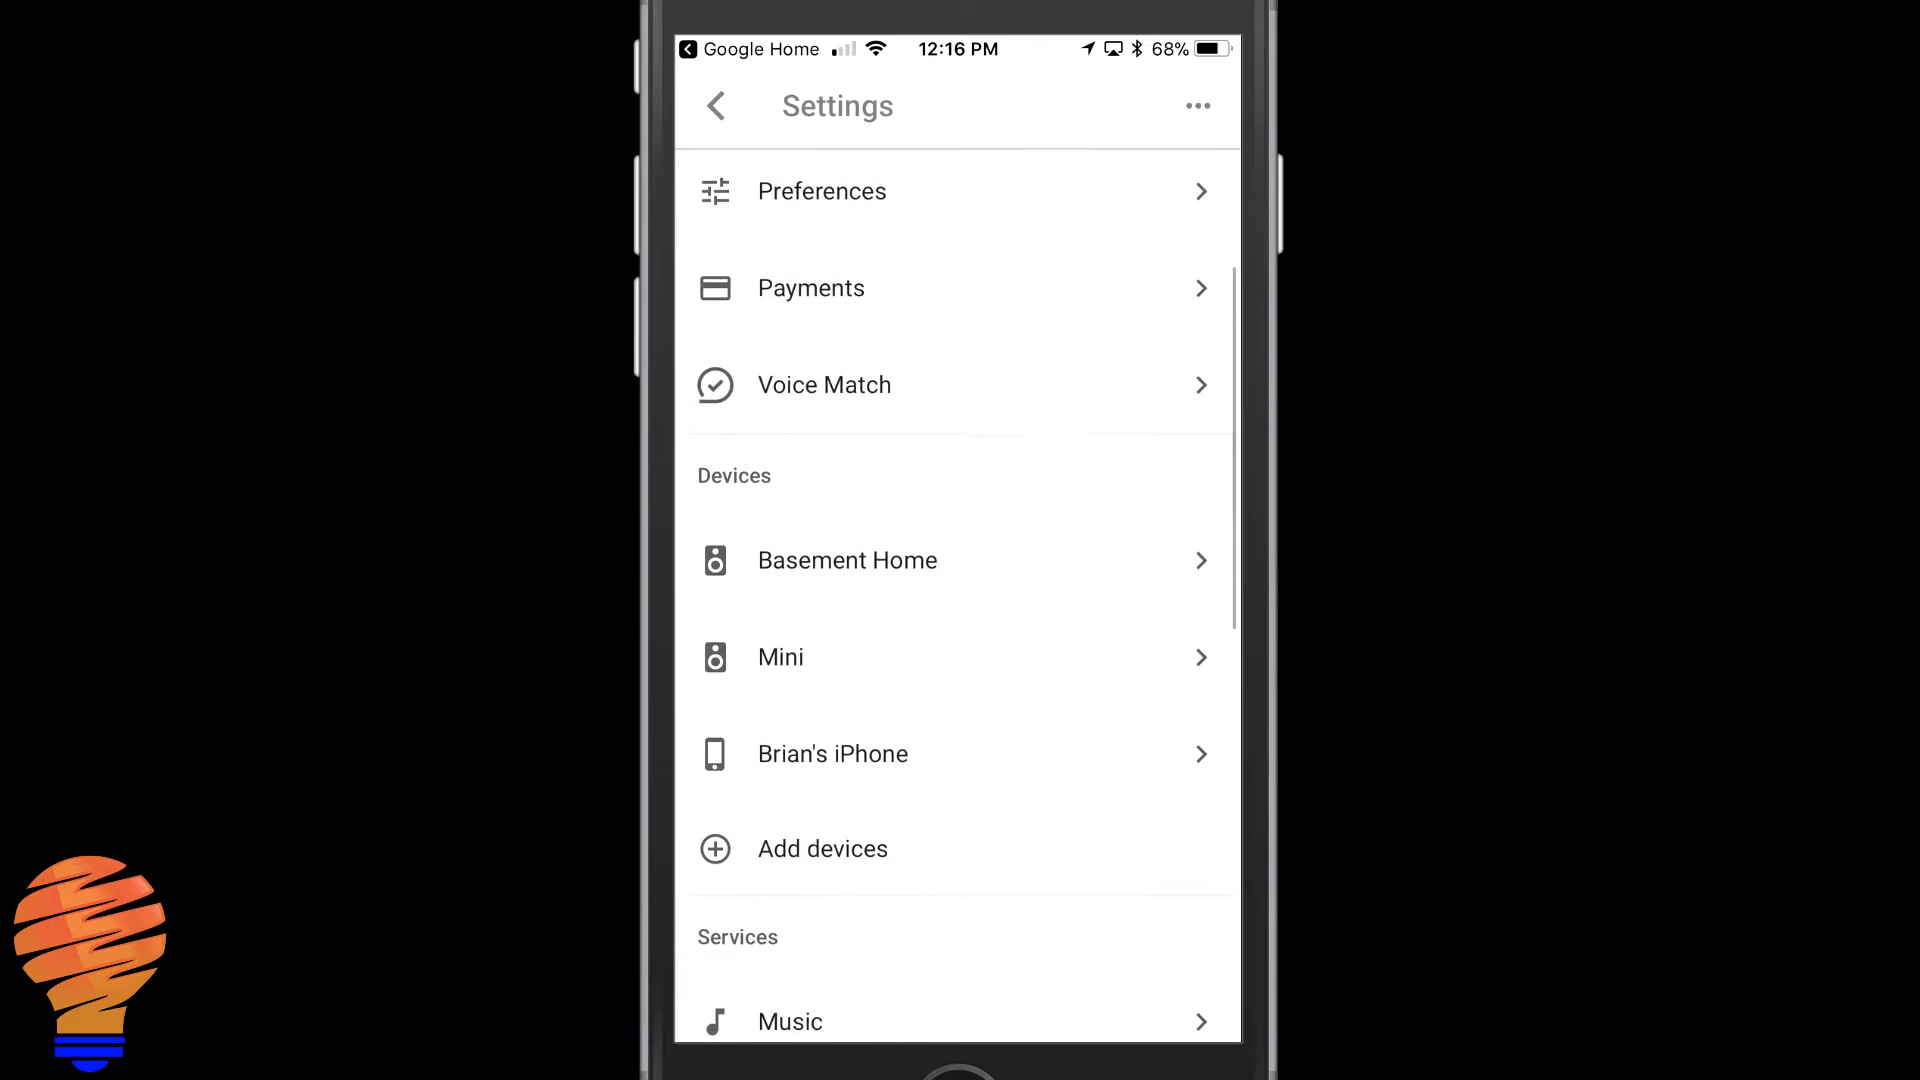 Google Home 12:16 PM 68%
Settings
Preferences
Payments
Voice Match
Devices
Basement Home
Mini
Brian's iPhone
Add devices
Services
Music